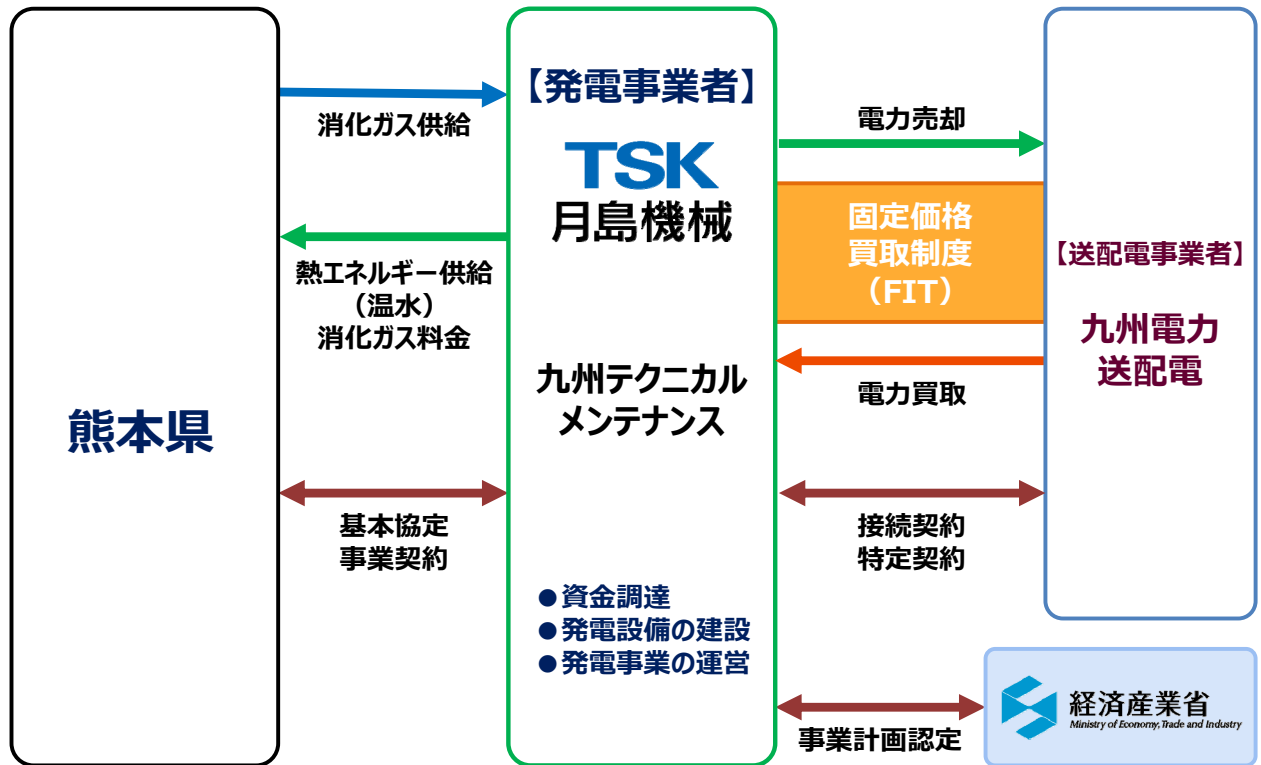 熊本県
消化ガス供給
熱エネルギー供給
（温水）
消化ガス料金
基本協定
事業契約
【発電事業者】
TSK
月島機械
九州テクニカル
メンテナンス
●資金調達
●発電設備の建設
●発電事業の運営
電力売却
固定価格
買取制度
（FIT）
電力買取
接続契約
特定契約
事業計画認定
【送配電事業者】
九州電力
送配電
経済産業省
Ministry of Economy, Trade and Industry